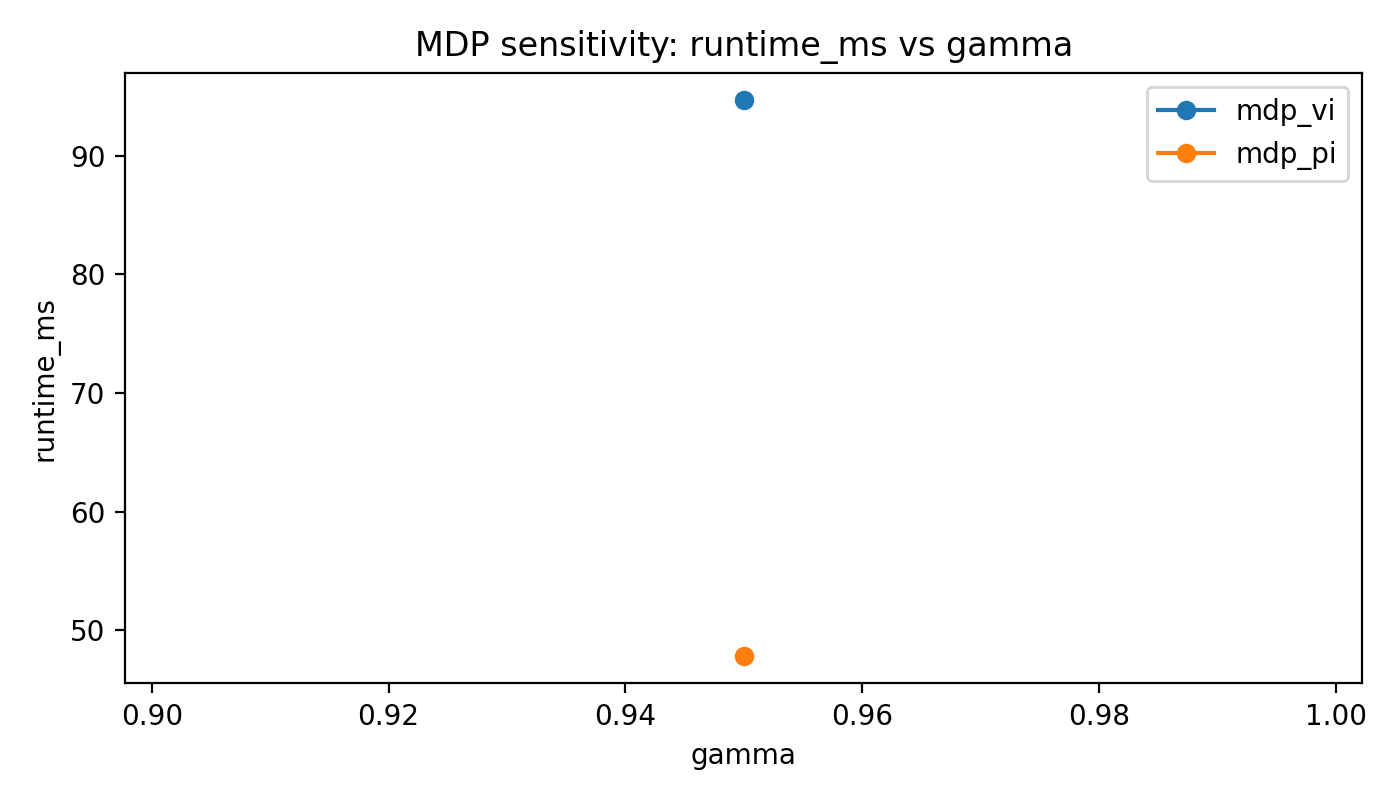 MDP sensitivity: runtime_ms vs gamma
mdp_vi
mdp_pi
90
80
70
60
50
runtime_ms
0.90 0.92 0.94 0.96 0.98 1.00
gamma